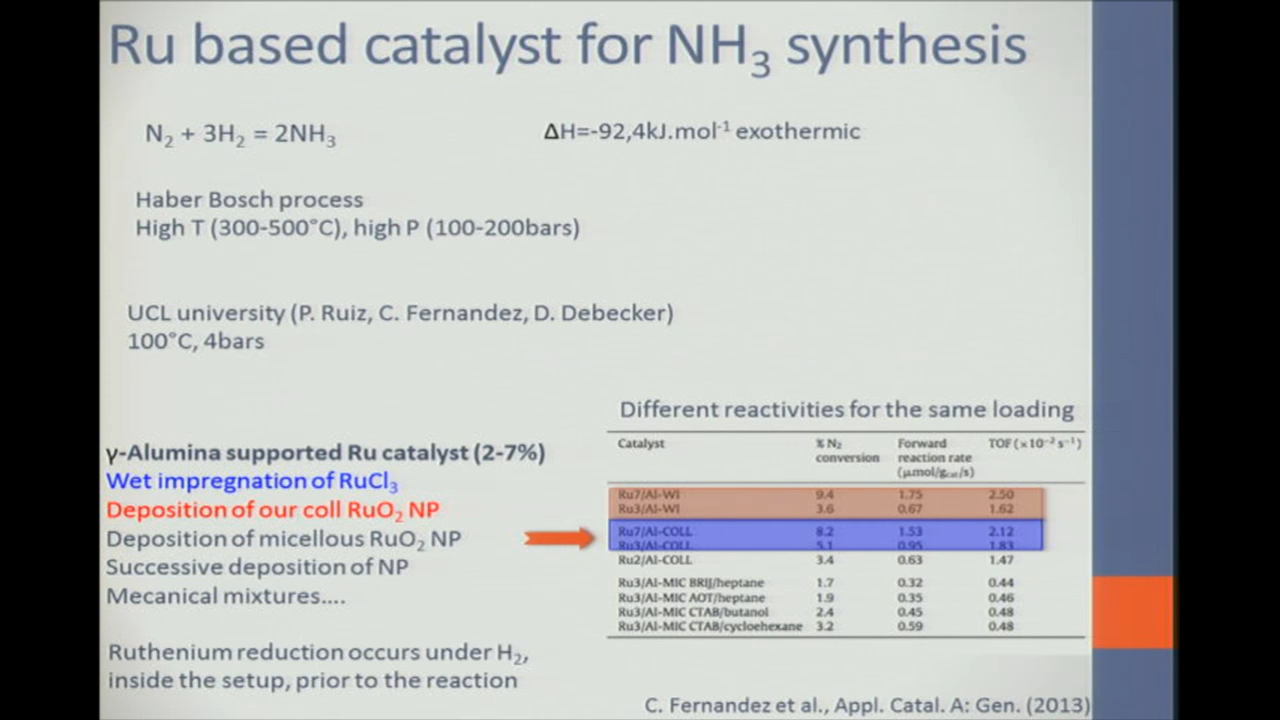 Ru based catalyst for NH₃ synthesis
N₂ + 3H₂ = 2NH₃
ΔH=-92,4kJ.mol⁻¹ exothermic
Haber Bosch process
High T (300-500°C), high P (100-200bars)
UCL university (P. Ruiz, C. Fernandez, D. Debecker)
100°C, 4bars
γ-Alumina supported Ru catalyst (2-7%)
Wet impregnation of RuCl₃
Deposition of our coll RuO₂ NP
Deposition of micellous RuO₂ NP
Successive deposition of NP
Mecanical mixtures....
Ruthenium reduction occurs under H₂,
inside the setup, prior to the reaction
Different reactivities for the same loading
Catalyst % N₂ Forward TOF (×10⁻² s⁻¹)
conversion reaction rate
(μmol/gcat/s)
Ru7/Al-WI 9.4 1.75 2.50
Ru3/Al-WI 3.6 0.67 1.62
Ru7/Al-COLL 8.2 1.53 2.12
Ru3/Al-COLL 5.1 0.95 1.83
Ru2/Al-COLL 3.4 0.63 1.47
Ru3/Al-MIC BRIJ/heptane 1.7 0.32 0.44
Ru3/Al-MIC AOT/heptane 1.9 0.35 0.46
Ru3/Al-MIC CTAB/butanol 2.4 0.45 0.48
Ru3/Al-MIC CTAB/cycloehexane 3.2 0.59 0.48
C. Fernandez et al., Appl. Catal. A: Gen. (2013)